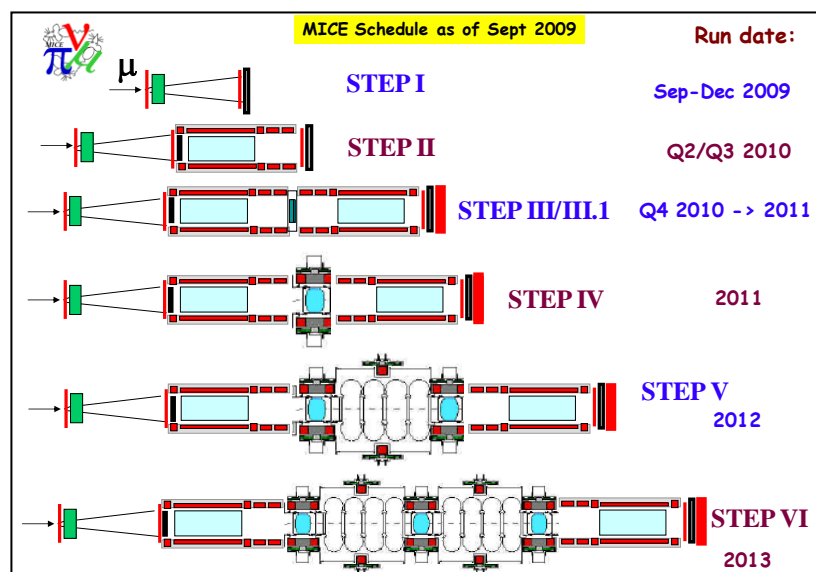 MICE Schedule as of Sept 2009
Run date:
MICE
π ν μ
μ
STEP I
Sep-Dec 2009
STEP II
Q2/Q3 2010
STEP III/III.1
Q4 2010 -> 2011
STEP IV
2011
STEP V
2012
STEP VI
2013